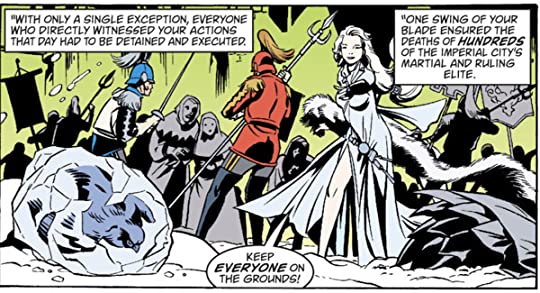 "WITH ONLY A SINGLE EXCEPTION, EVERYONE
WHO DIRECTLY WITNESSED YOUR ACTIONS
THAT DAY HAD TO BE DETAINED AND EXECUTED.
"ONE SWING OF YOUR
BLADE ENSURED THE
DEATHS OF HUNDREDS
OF THE IMPERIAL CITY'S
MARTIAL AND RULING
ELITE.
KEEP
EVERYONE ON
THE GROUNDS!